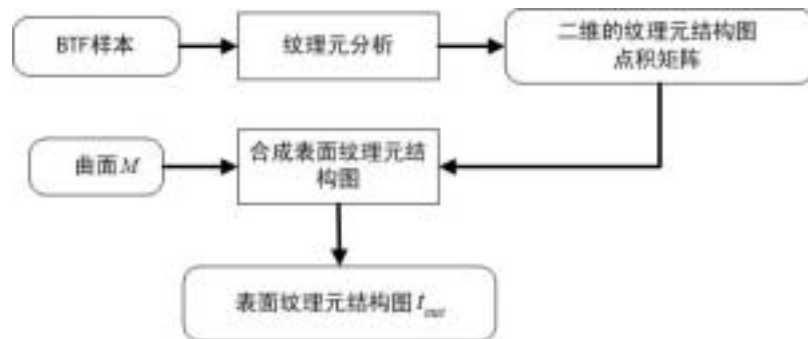 BTF样本
纹理元分析
二维的纹理元结构图
点积矩阵
曲面M
合成表面纹理元结
构图
表面纹理元结构图 t_out